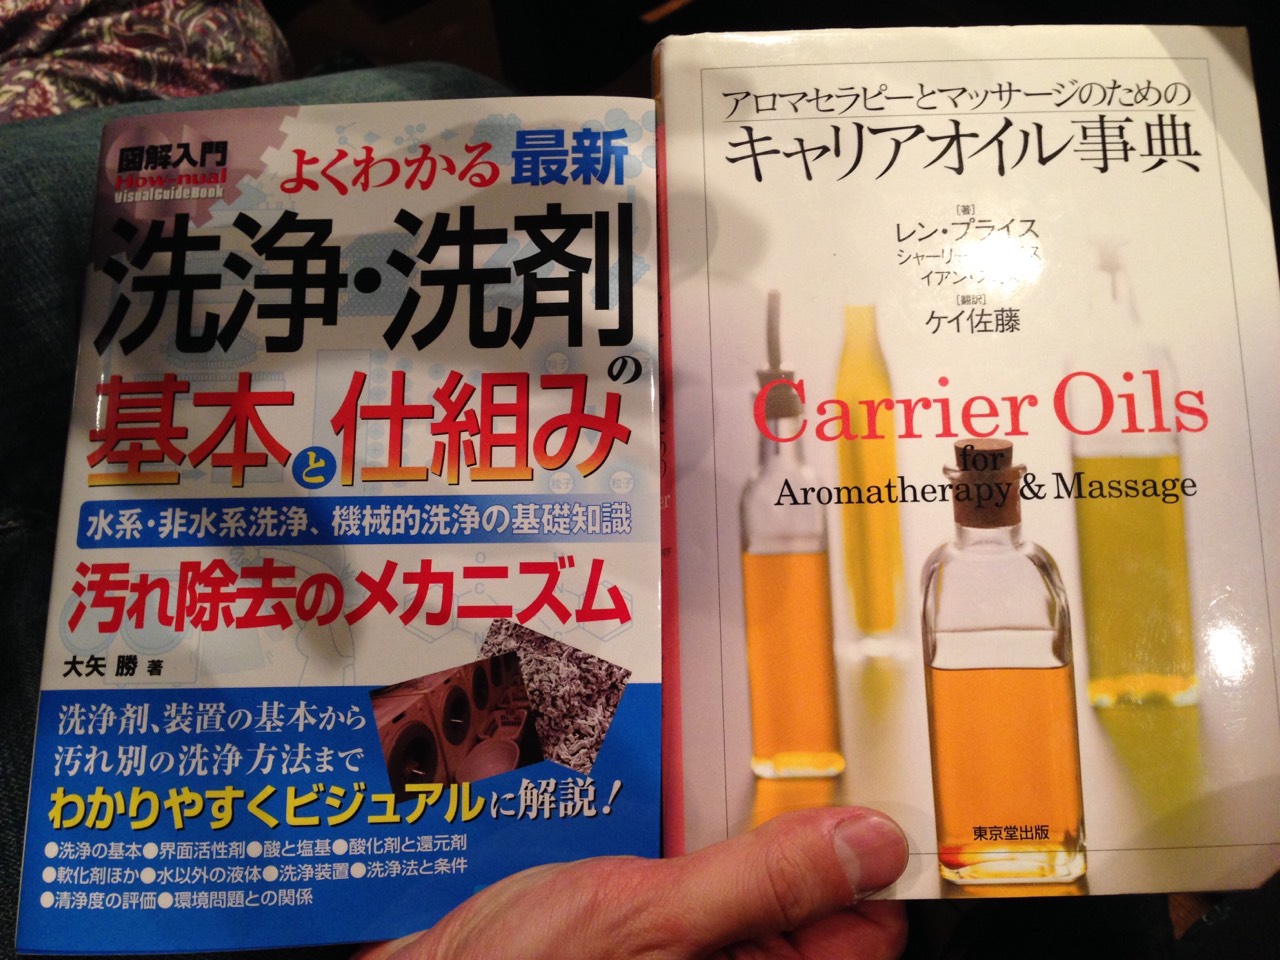 図解入門
How-nual
Visual Guide Book
よくわかる最新
洗浄・洗剤の
基本と仕組み
水系・非水系洗浄、機械的洗浄の基礎知識
汚れ除去のメカニズム
大矢 勝 著
洗浄剤、装置の基本から
汚れ別の洗浄方法まで
わかりやすくビジュアルに解説！
●洗浄の基本●界面活性剤●酸と塩基●酸化剤と還元剤
●軟化剤ほか●水以外の液体●洗浄装置●洗浄法と条件
●清浄度の評価●環境問題との関係
アロマセラピーとマッサージのための
キャリアオイル事典
［著］
レン・プライス
シャーリー
イアン・
［翻訳］
ケイ佐藤
Carrier Oils
for
Aromatherapy & Massage
東京堂出版